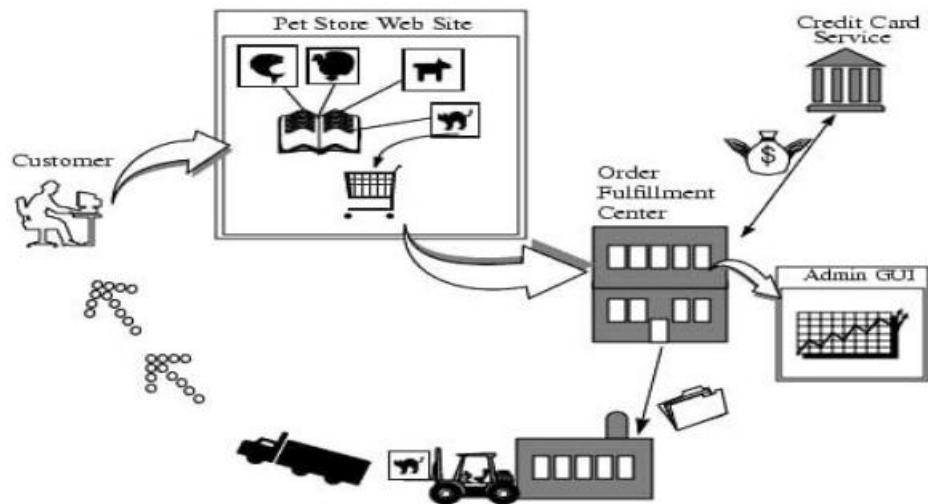 Pet Store Web Site
Credit Card
Service
Customer
$
Order
Fulfillment
Center
Admin GUI